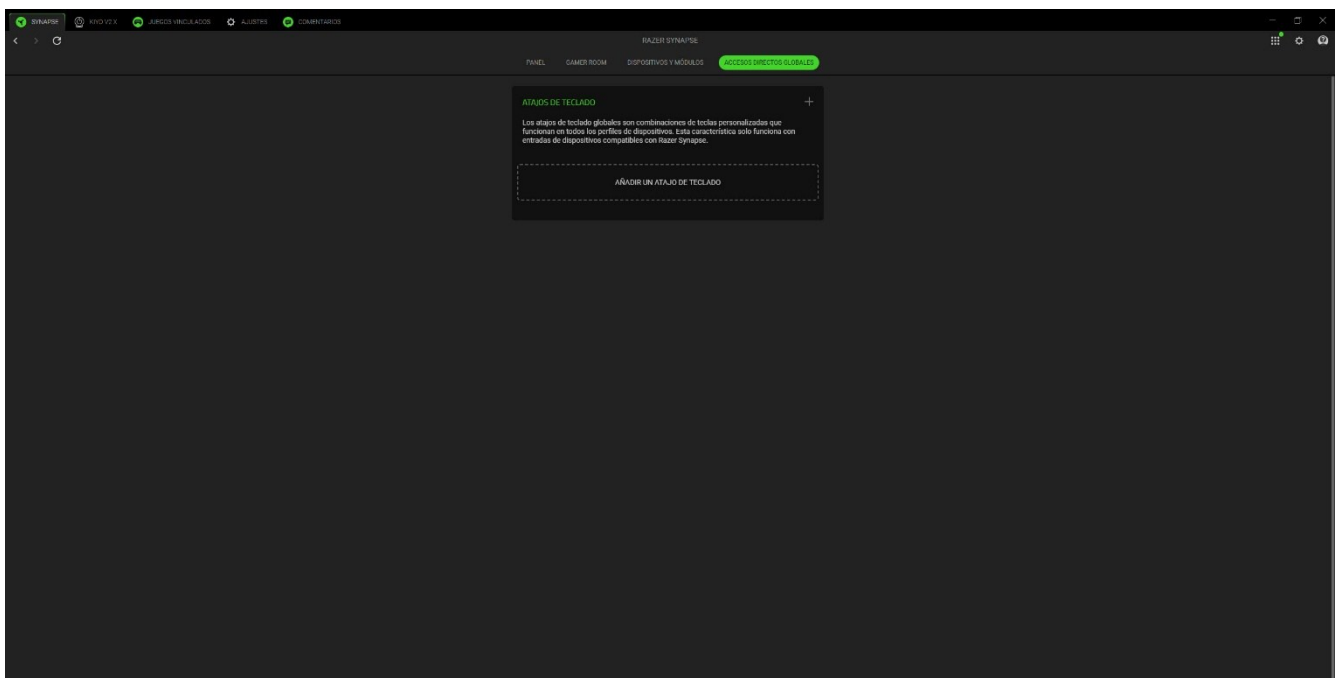 SYNAPSE KIYO V2 X JUEGOS VINCULADOS AJUSTES COMENTARIOS
RAZER SYNAPSE
PANEL GAMER ROOM DISPOSITIVOS Y MÓDULOS ACCESOS DIRECTOS GLOBALES
ATAJOS DE TECLADO
Los atajos de teclado globales son combinaciones de teclas personalizadas que
funcionan en todos los perfiles de dispositivos. Esta característica solo funciona con
entradas de dispositivos compatibles con Razer Synapse.
AÑADIR UN ATAJO DE TECLADO